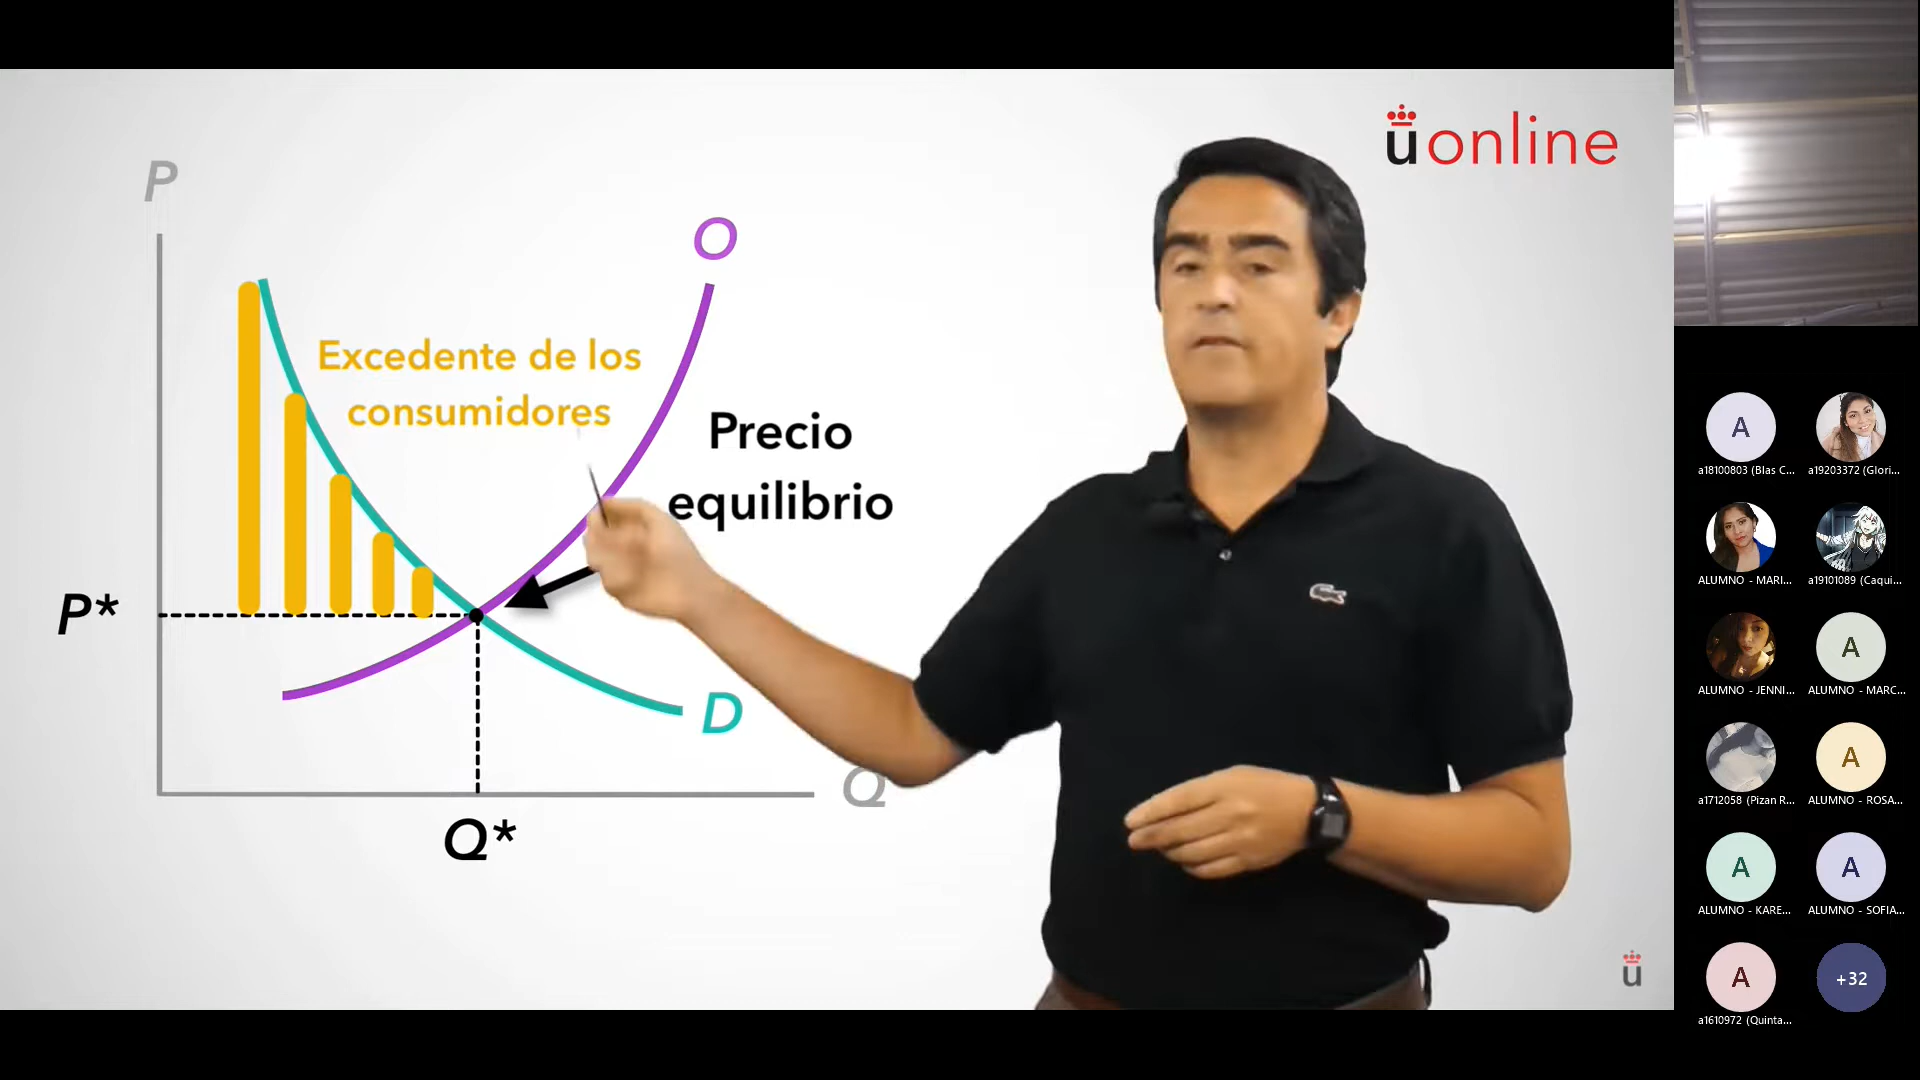 uonline
P
O
Excedente de los
consumidores
Precio
equilibrio
P*
D
Q
Q*
u
A
a18100803 (Blas C...
a19203372 (Glori...
ALUMNO - MARI...
a19101089 (Caqui...
A
ALUMNO - JENNI...
ALUMNO - MARC...
A
a1712058 (Pizan R...
ALUMNO - ROSA...
A
A
ALUMNO - KARE...
ALUMNO - SOFIA...
A
+32
a1610972 (Quinta...